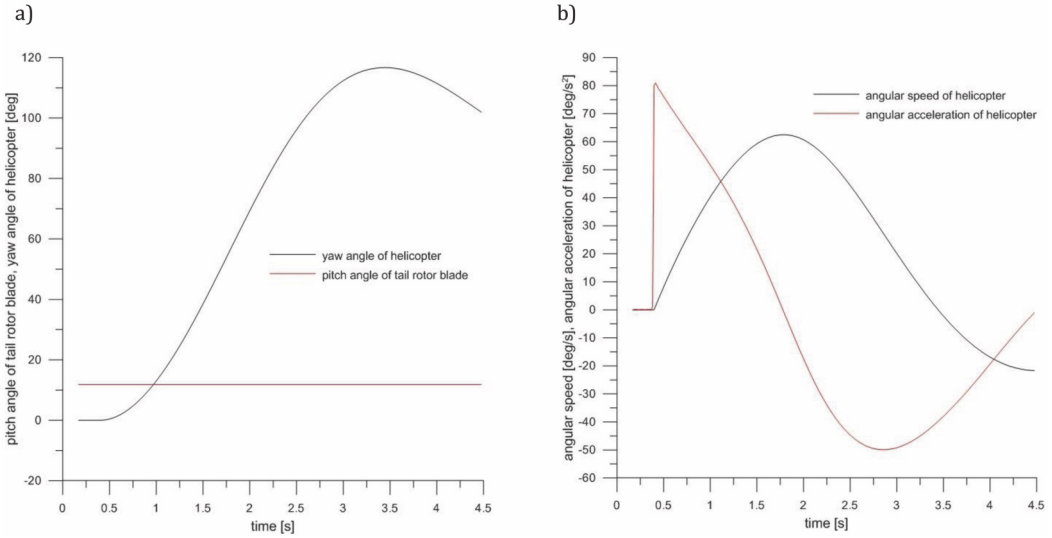 a)
120
100
80
60
40
20
0
-20
pitch angle of tail rotor blade, yaw angle of helicopter [deg]
yaw angle of helicopter
pitch angle of tail rotor blade
0 0.5 1 1.5 2 2.5 3 3.5 4 4.5
time [s]
b)
90
80
70
60
50
40
30
20
10
0
-10
-20
-30
-40
-50
-60
angular speed [deg/s], angular acceleration of helicopter [deg/s²]
angular speed of helicopter
angular acceleration of helicopter
0 0.5 1 1.5 2 2.5 3 3.5 4 4.5
time [s]